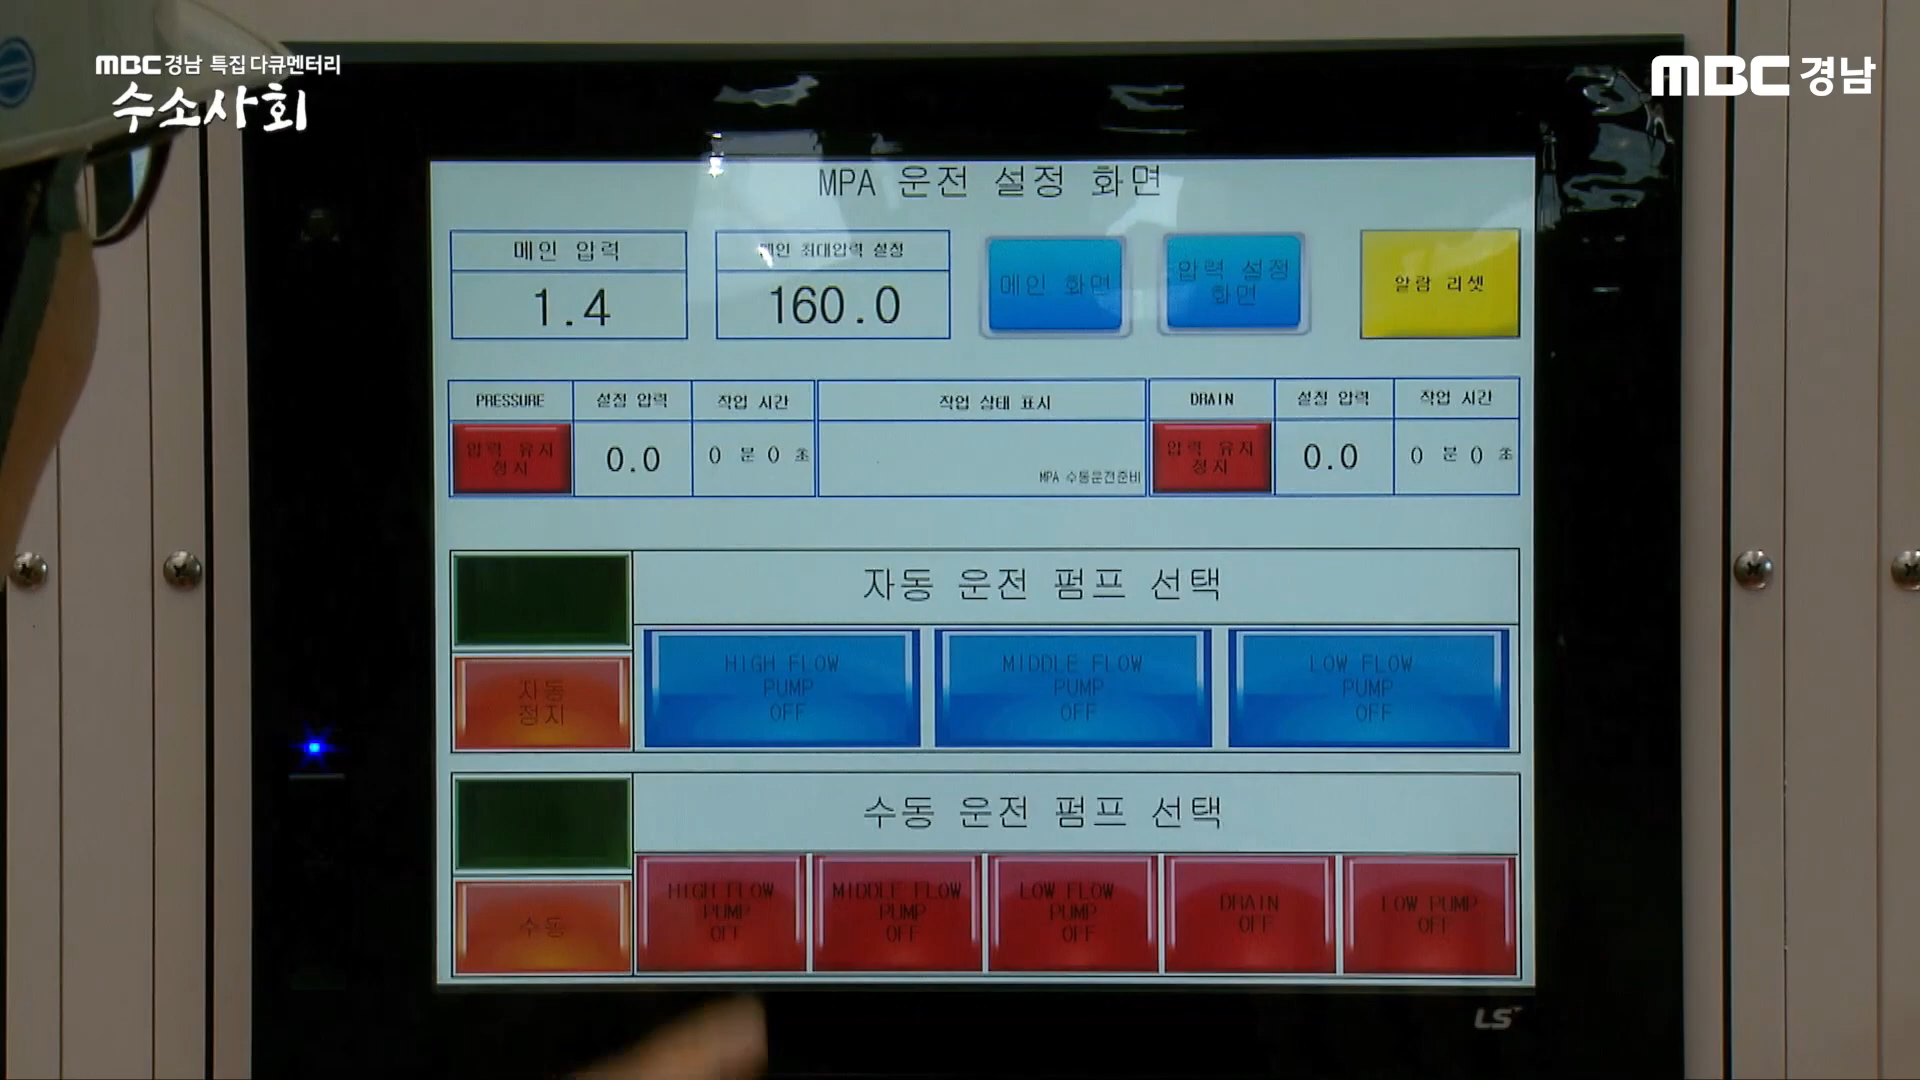 MBC경남 특집 다큐멘터리
수소사회
MBC 경남
MPA 운전 설정 화면
메인 압력
1.4
메인 최대압력 설정
160.0
메인 화면
압력 설정
화면
알람 리셋
PRESSURE
설정 압력
작업 시간
작업 상태 표시
DRAIN
설정 압력
작업 시간
압력 유지
정지
0.0
0 분 0 초
MPA 수동운전준비
압력 유지
정지
0.0
0 분 0 초
자동 운전 펌프 선택
자동
정지
HIGH FLOW
PUMP
OFF
MIDDLE FLOW
PUMP
OFF
LOW FLOW
PUMP
OFF
수동 운전 펌프 선택
수동
HIGH FLOW
PUMP
OFF
MIDDLE FLOW
PUMP
OFF
LOW FLOW
PUMP
OFF
DRAIN
OFF
LOW PUMP
OFF
LS